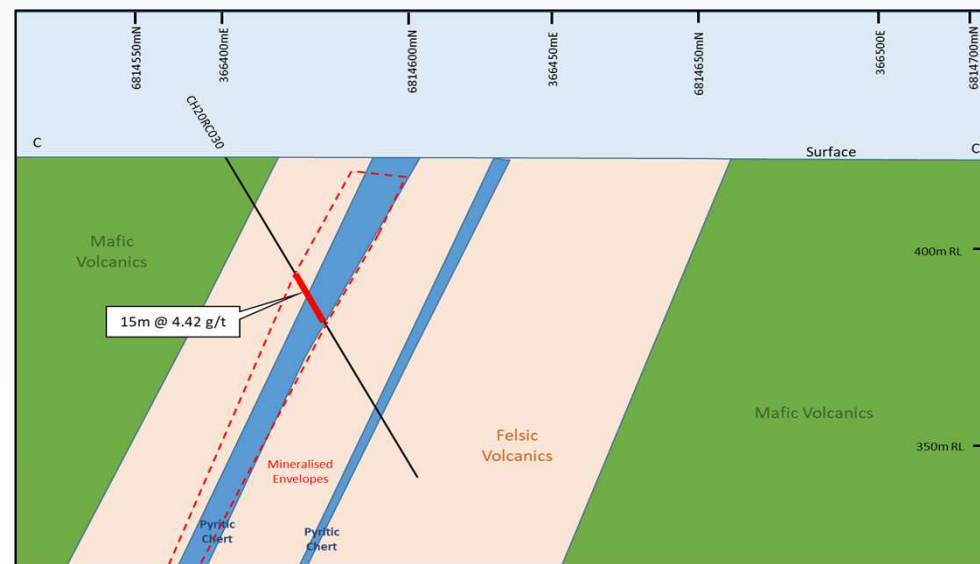 6814550mN
366400mE
6814600mN
366450mE
6814650mN
366500E
6814700mN
CH20RC030
C
Surface
C
Mafic
Volcanics
400m RL
15m @ 4.42 g/t
Mafic Volcanics
Felsic
Volcanics
350m RL
Mineralised
Envelopes
Pyritic
Chert
Pyritic
Chert